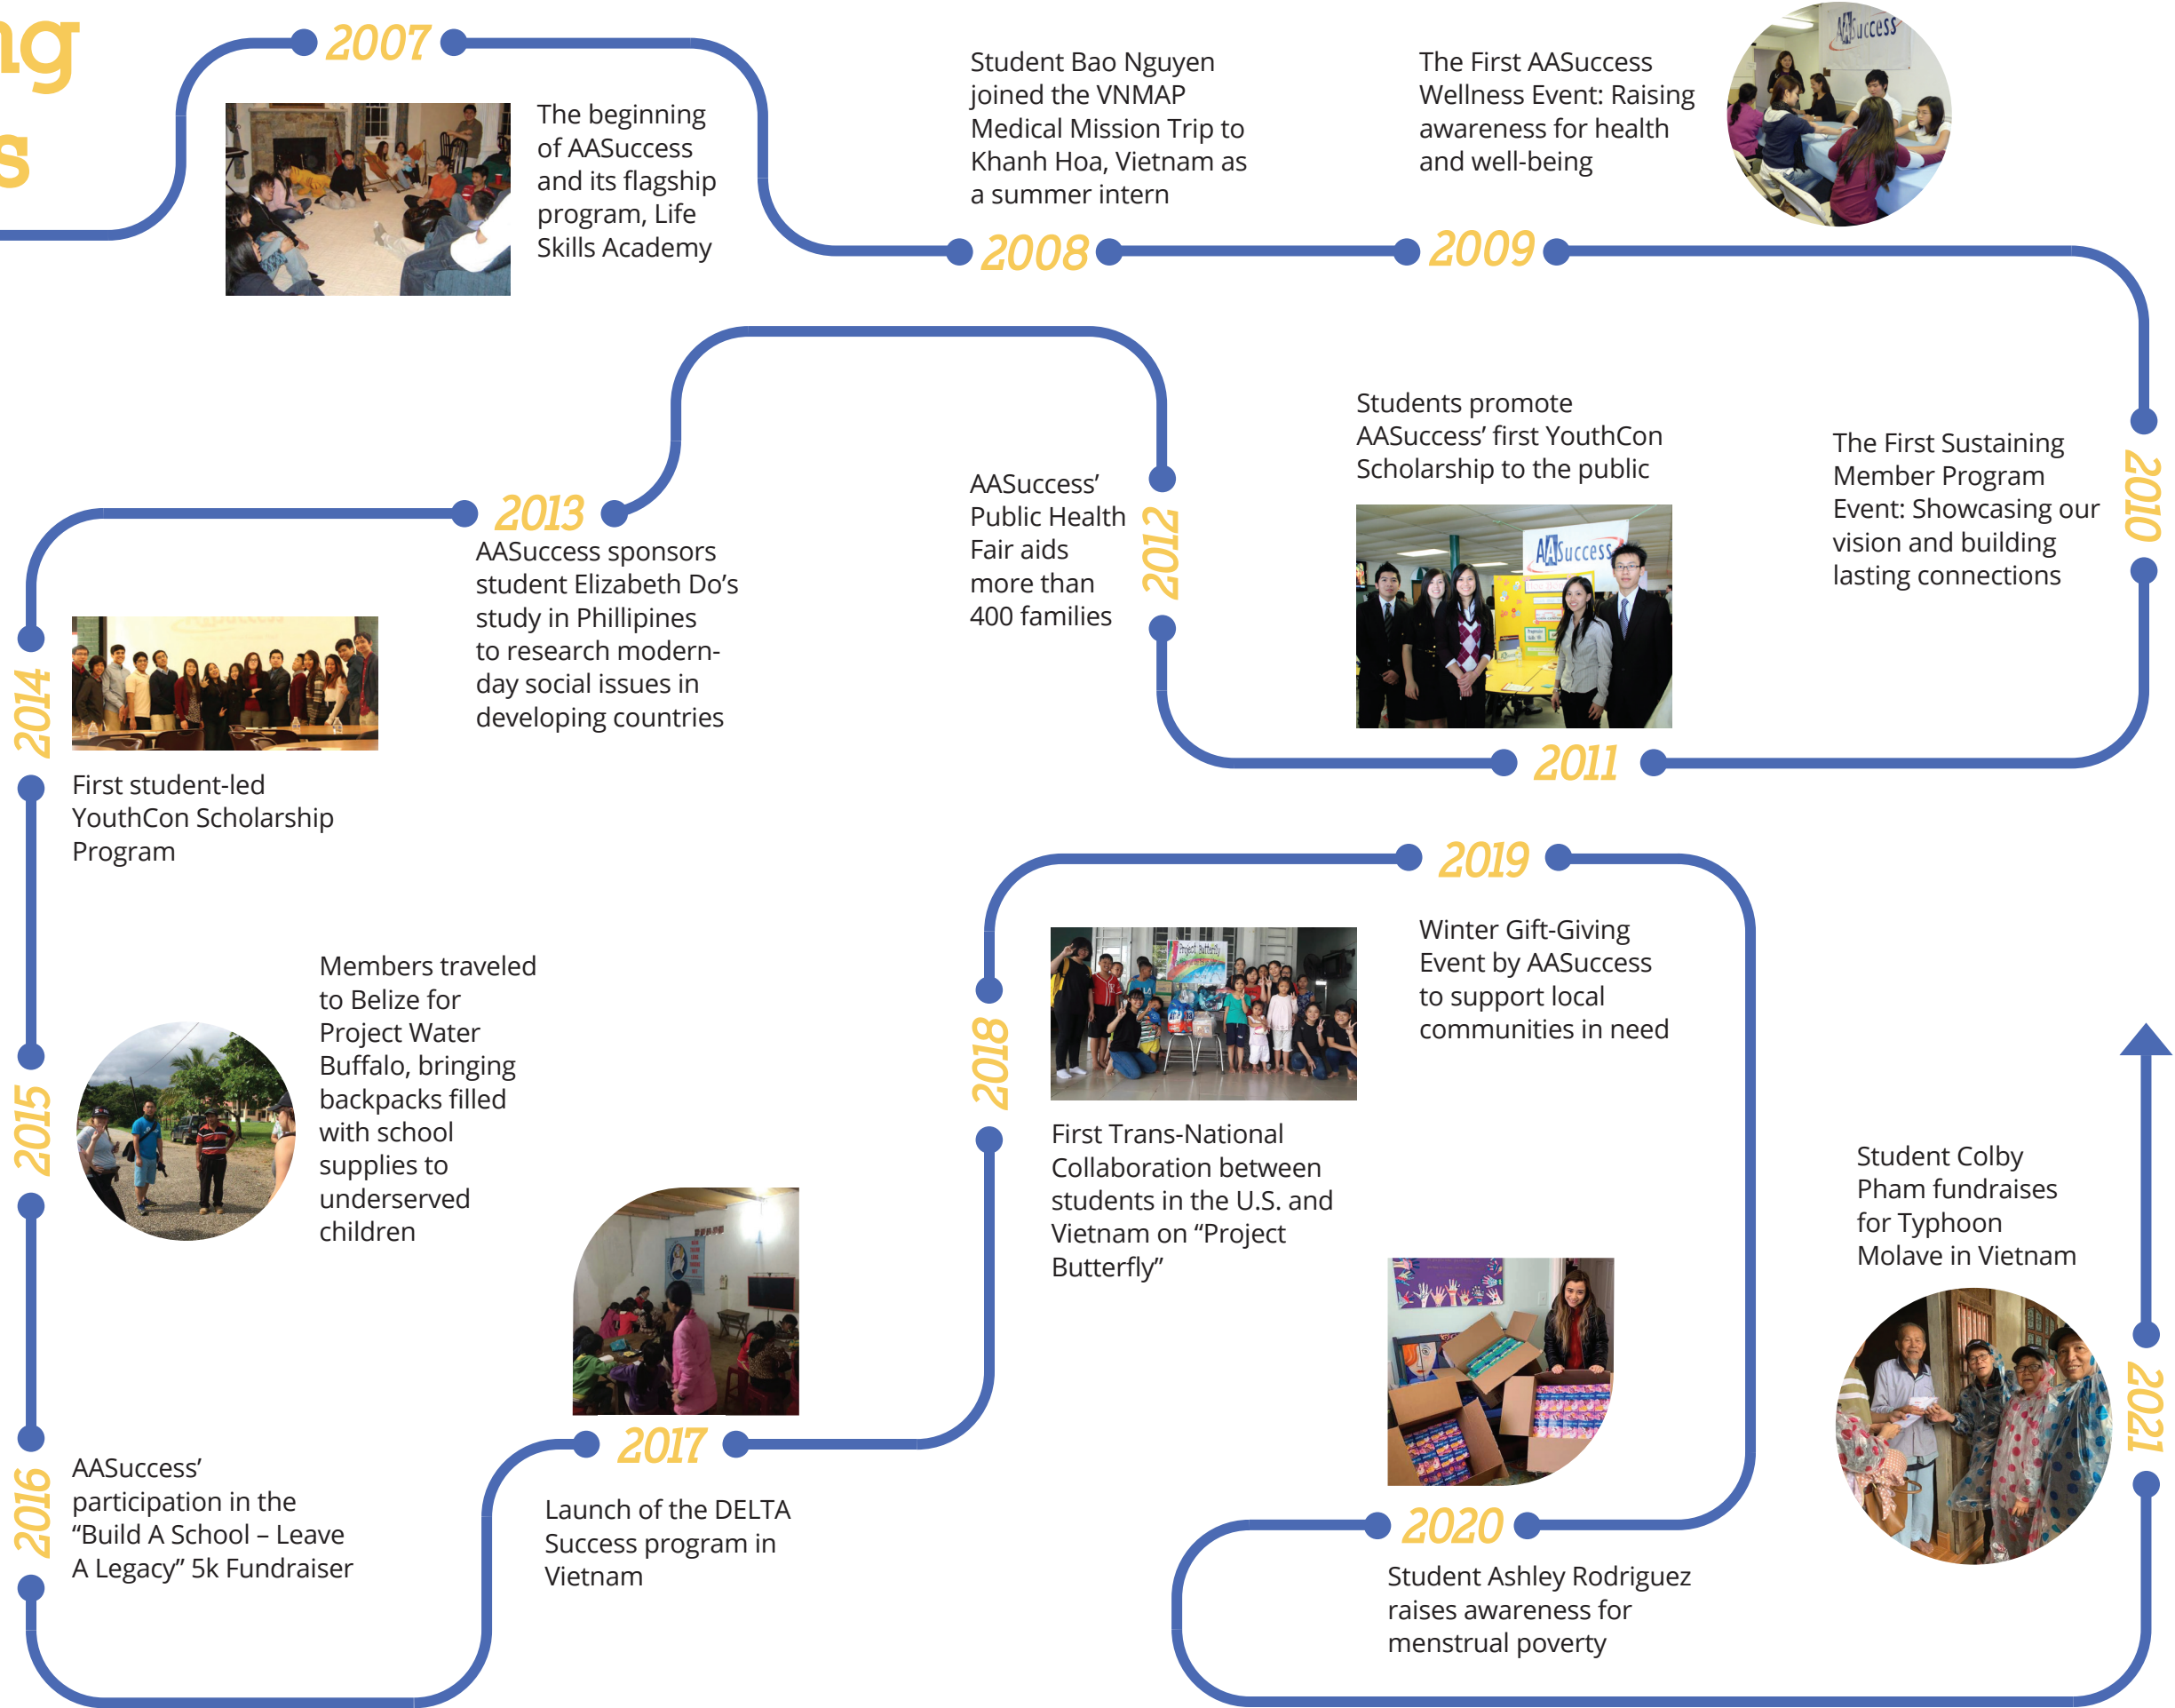 ng
s
2007
The beginning
of AASuccess
and its flagship
program, Life
Skills Academy
Student Bao Nguyen
joined the VNMAP
Medical Mission Trip to
Khanh Hoa, Vietnam as
a summer intern
2008
The First AASuccess
Wellness Event: Raising
awareness for health
and well-being
AASuccess
2009
2010
The First Sustaining
Member Program
Event: Showcasing our
vision and building
lasting connections
Students promote
AASuccess’ first YouthCon
Scholarship to the public
AASuccess
2011
AASuccess’
Public Health
Fair aids
more than
400 families
2012
2013
AASuccess sponsors
student Elizabeth Do’s
study in Phillipines
to research modern-
day social issues in
developing countries
2014
First student-led
YouthCon Scholarship
Program
2015
Members traveled
to Belize for
Project Water
Buffalo, bringing
backpacks filled
with school
supplies to
underserved
children
2016
AASuccess’
participation in the
“Build A School – Leave
A Legacy” 5k Fundraiser
2017
Launch of the DELTA
Success program in
Vietnam
2018
Project Butterfly
First Trans-National
Collaboration between
students in the U.S. and
Vietnam on “Project
Butterfly”
2019
Winter Gift-Giving
Event by AASuccess
to support local
communities in need
2020
Student Ashley Rodriguez
raises awareness for
menstrual poverty
Student Colby
Pham fundraises
for Typhoon
Molave in Vietnam
2021